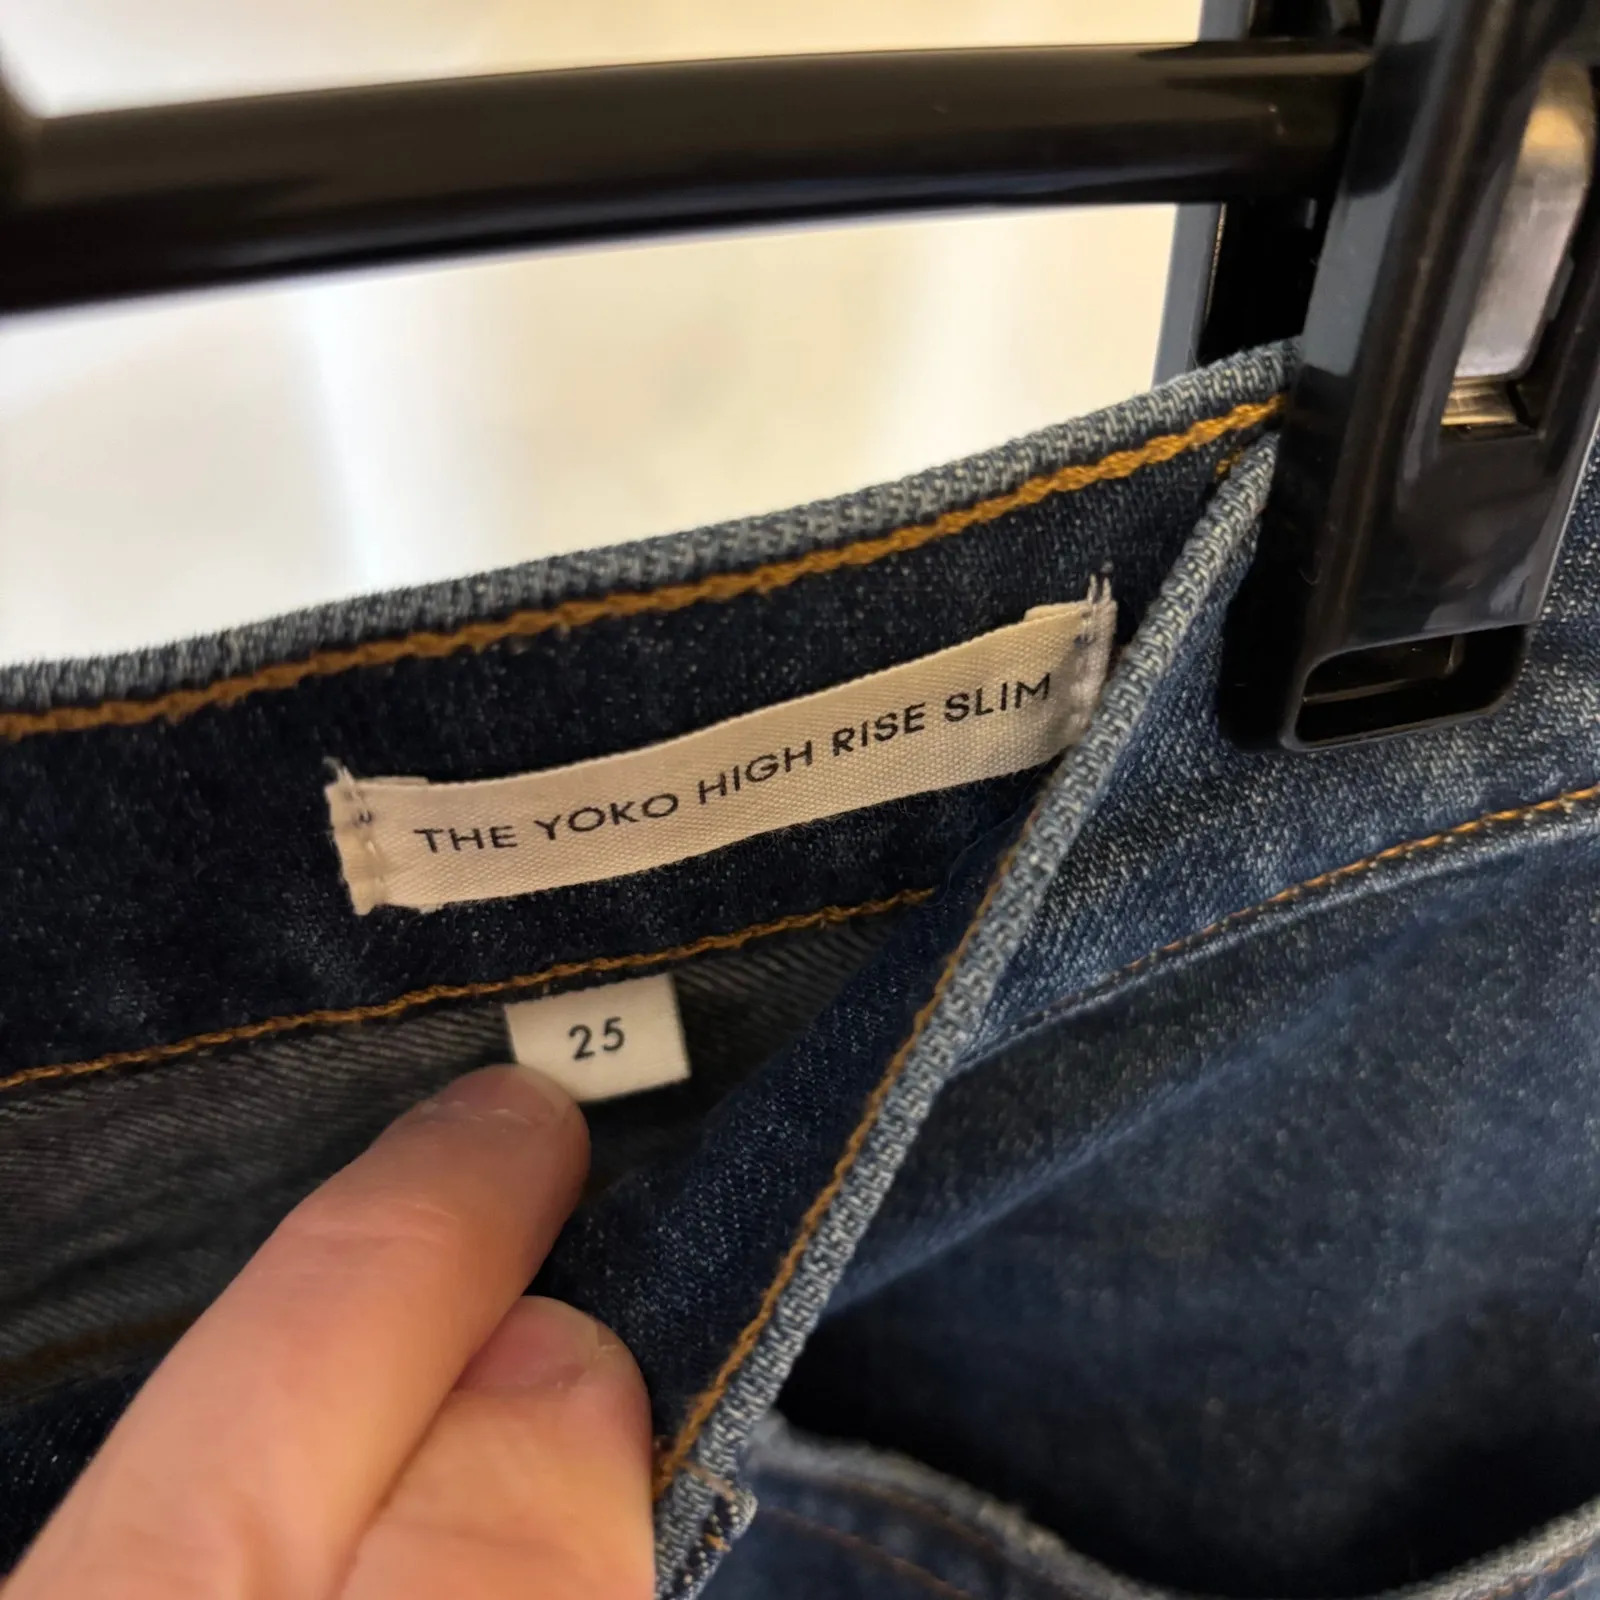 THE YOKO HIGH RISE SLIM
25